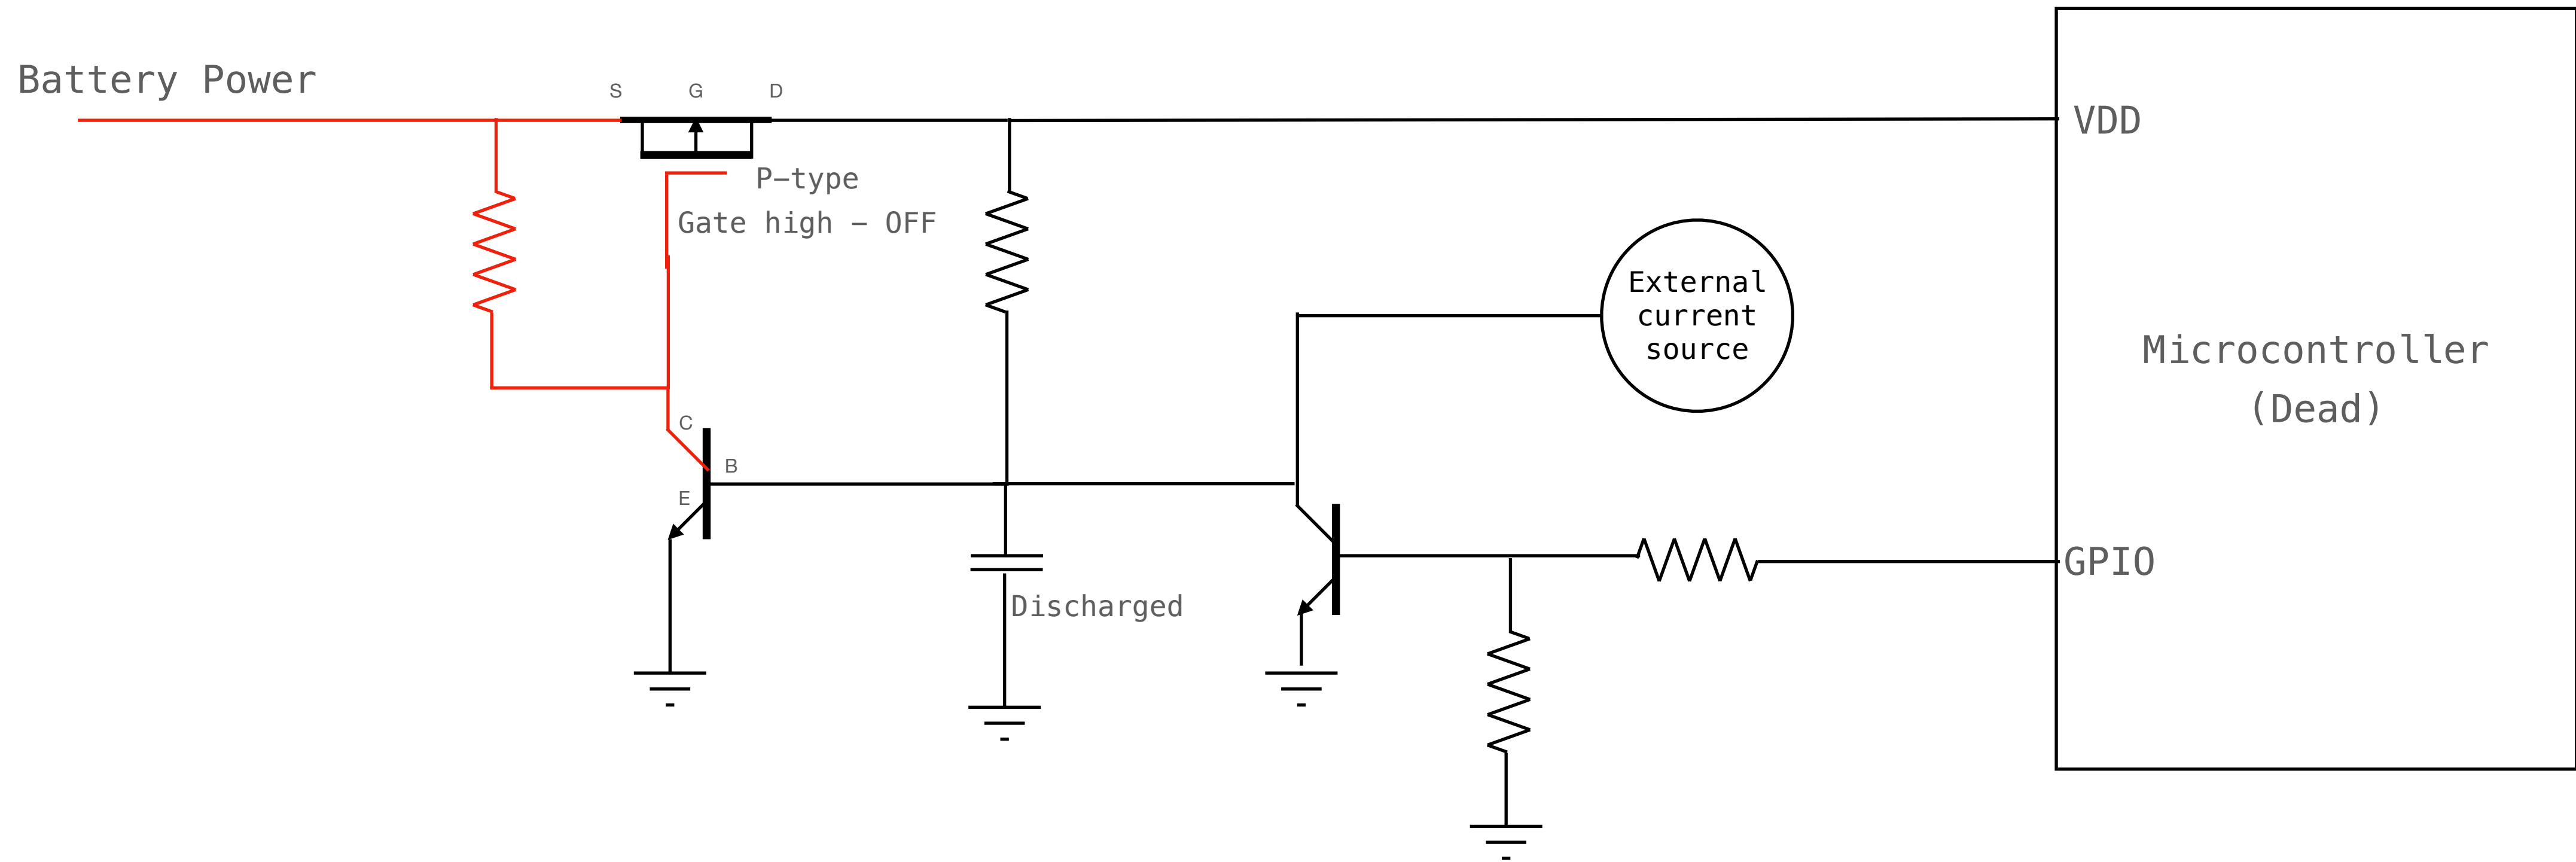 Battery Power
S G D
VDD
P-type
Gate high - OFF
External
current
source
Microcontroller
(Dead)
C
B
E
GPIO
Discharged